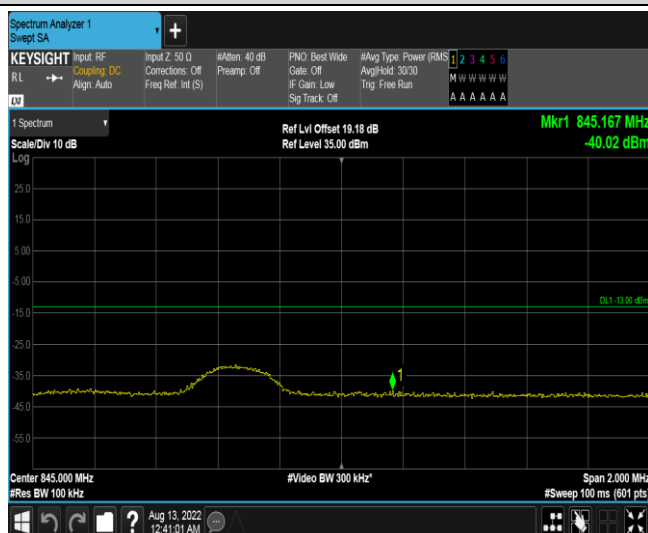 Spectrum Analyzer 1
Swept SA
+
KEYSIGHT
RL
LXI
Input: RF
Coupling: DC
Align: Auto
Input Z: 50 Ω
Corrections: Off
Freq Ref: Int (S)
#Atten: 40 dB
Preamp: Off
PNO: Best Wide
Gate: Off
IF Gain: Low
Sig Track: Off
#Avg Type: Power (RMS
Avg|Hold: 30/30
Trig: Free Run
1 2 3 4 5 6
M W W W W W
A A A A A A
1 Spectrum
Scale/Div 10 dB
Log
Ref Lvl Offset 19.18 dB
Ref Level 35.00 dBm
Mkr1 845.167 MHz
-40.02 dBm
25.0
15.0
5.00
-5.00
DL1 -13.00 dBm
-15.0
-25.0
-35.0
1
-45.0
-55.0
Center 845.000 MHz
#Res BW 100 kHz
#Video BW 300 kHz*
Span 2.000 MHz
#Sweep 100 ms (601 pts)
?
Aug 13, 2022
12:41:01 AM